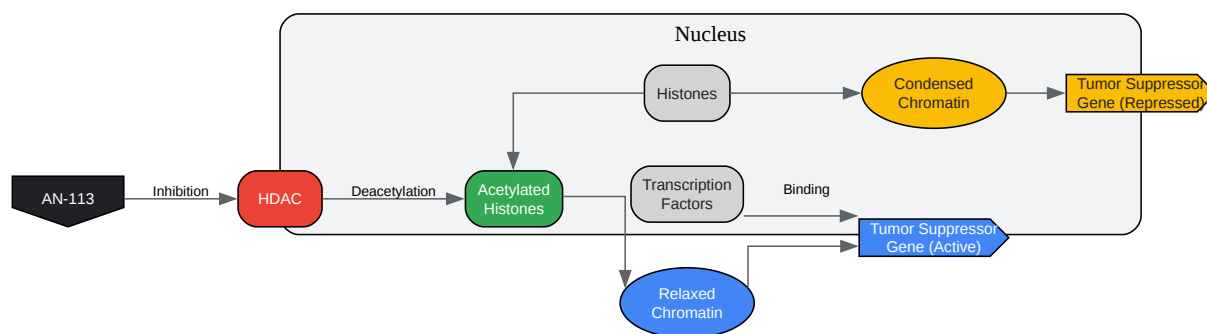 Nucleus
Histones
Condensed
Chromatin
Tumor Suppressor
Gene (Repressed)
AN-113
Inhibition
HDAC
Deacetylation
Acetylated
Histones
Transcription
Factors
Binding
Tumor Suppressor
Gene (Active)
Relaxed
Chromatin